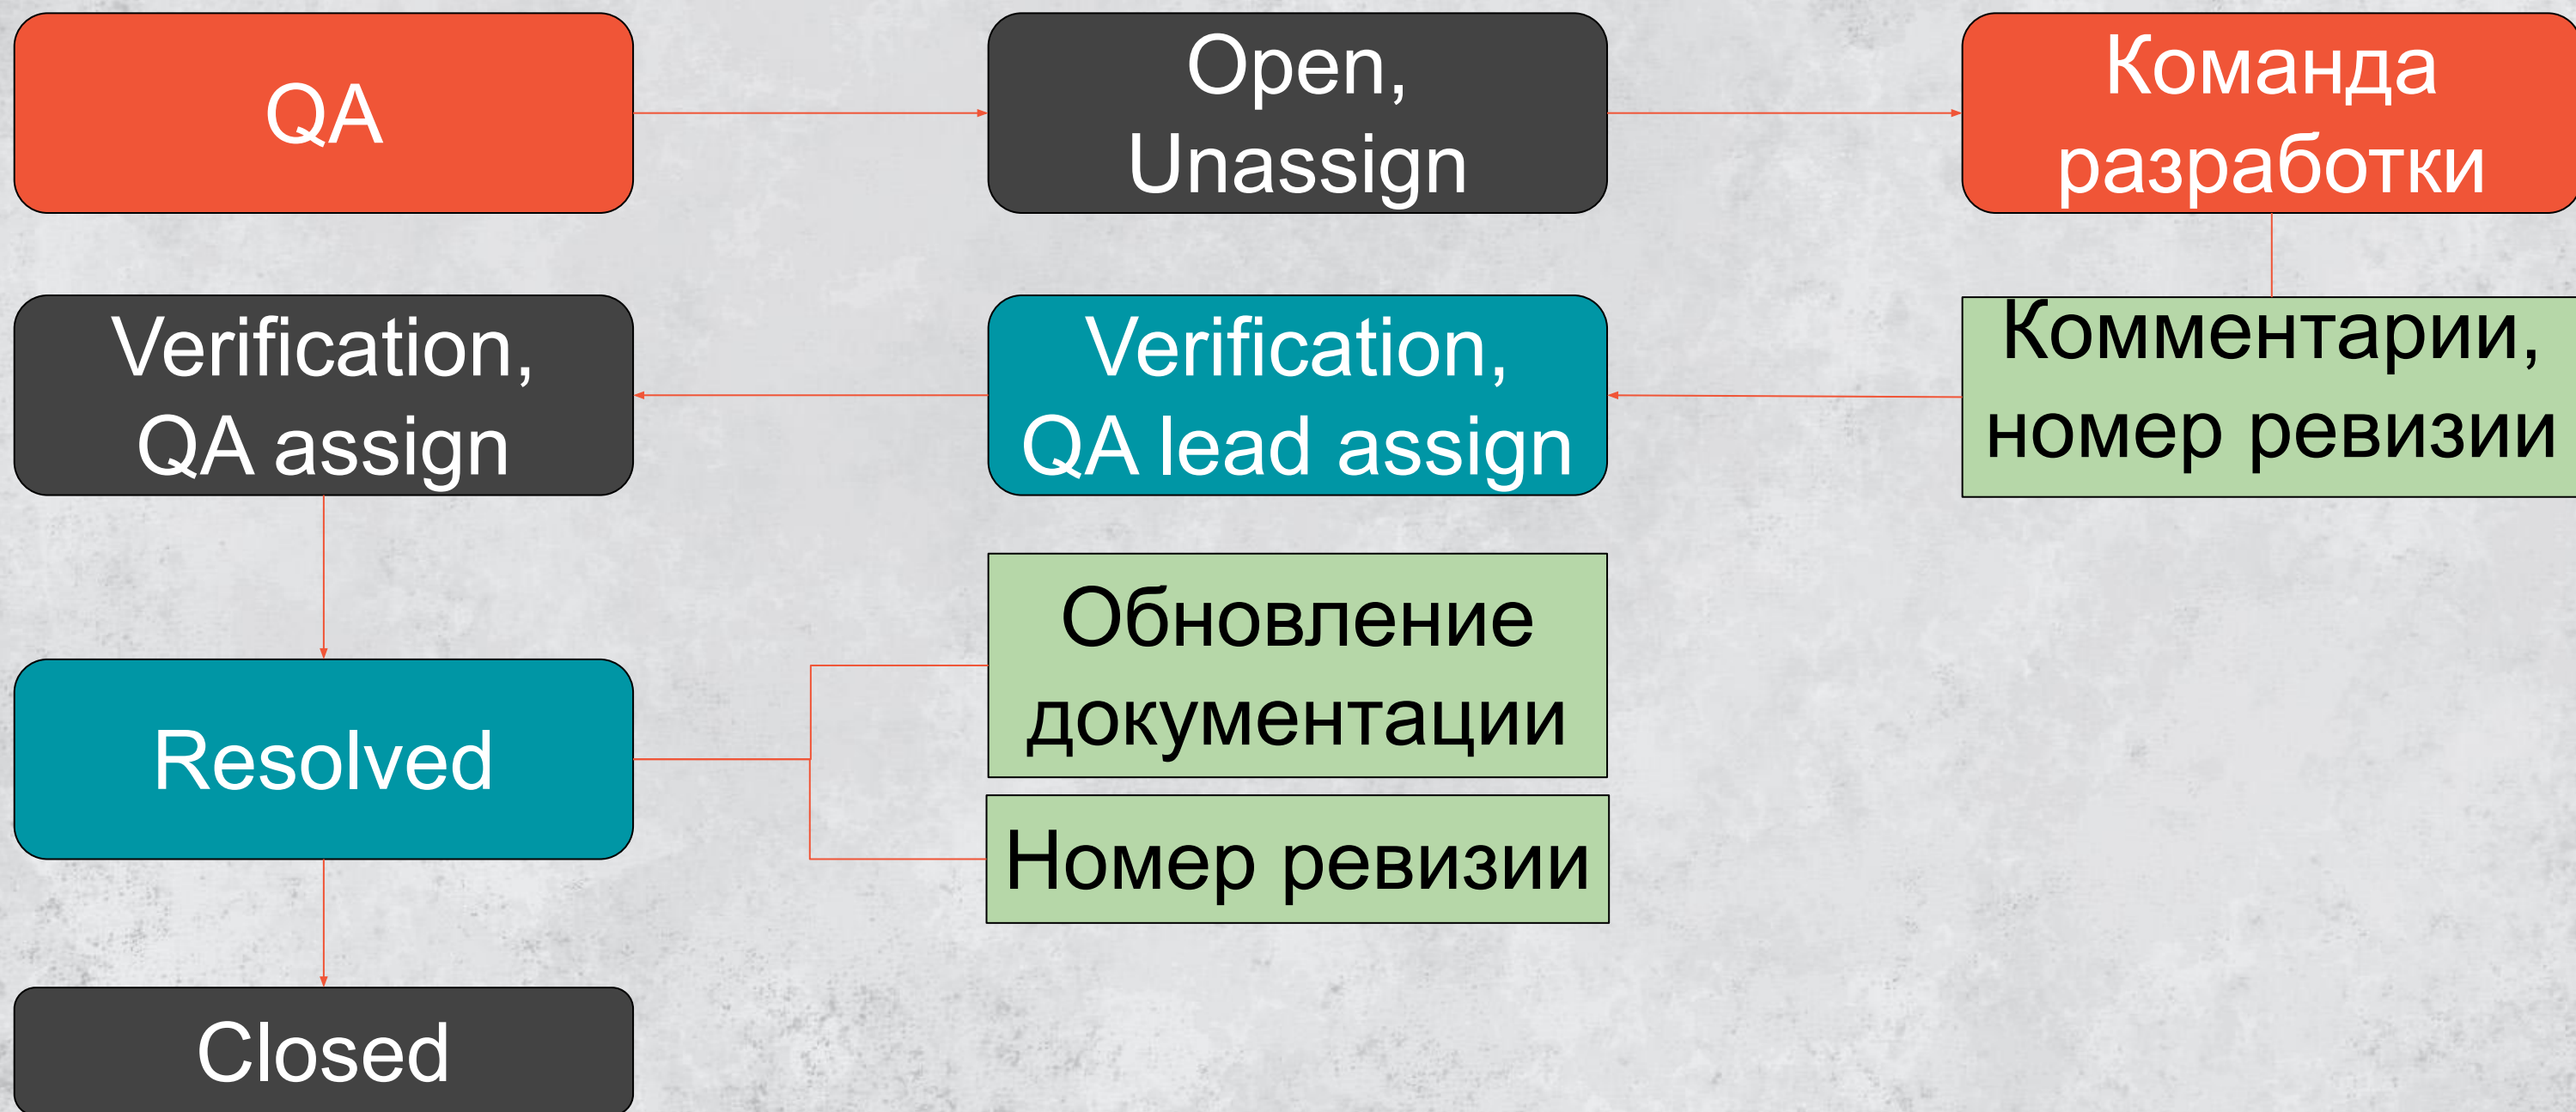 QA
Open,
Unassign
Команда
разработки
Verification,
QA assign
Verification,
QA lead assign
Комментарии,
номер ревизии
Обновление
документации
Resolved
Номер ревизии
Closed